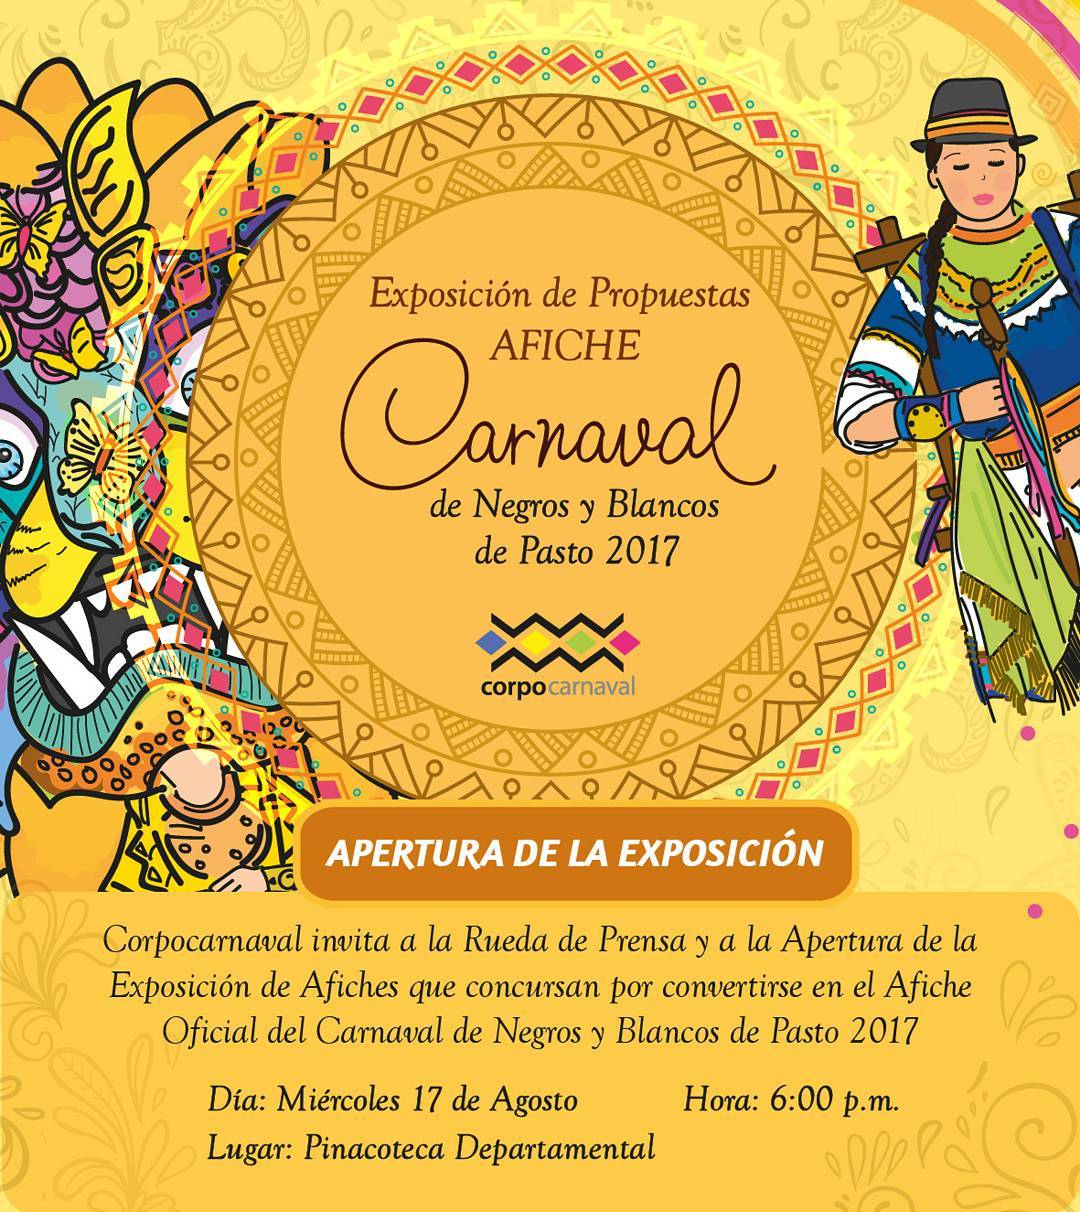 Exposición de Propuestas
AFICHE
Carnaval
de Negros y Blancos
de Pasto 2017
corpocarnaval
APERTURA DE LA EXPOSICIÓN
Corpocarnaval invita a la Rueda de Prensa y a la Apertura de la
Exposición de Afiches que concursan por convertirse en el Afiche
Oficial del Carnaval de Negros y Blancos de Pasto 2017
Día: Miércoles 17 de Agosto Hora: 6:00 p.m.
Lugar: Pinacoteca Departamental